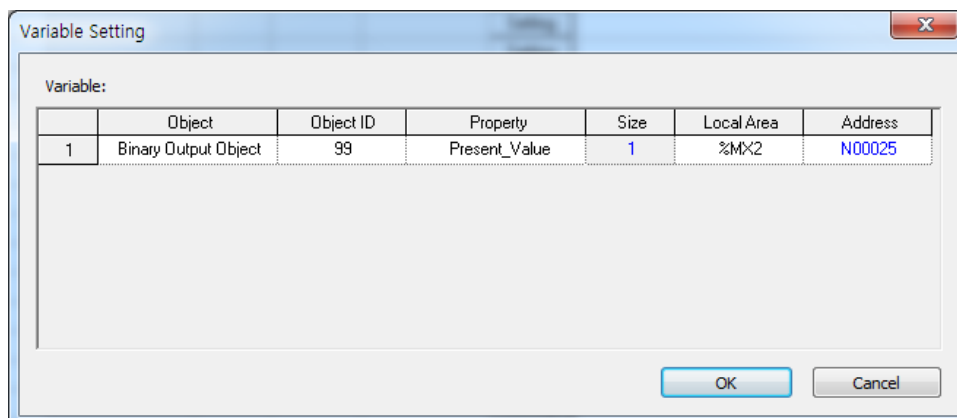 Variable Setting
Variable:
Object Object ID Property Size Local Area Address
1 Binary Output Object 99 Present_Value 1 %MX2 N00025
OK Cancel